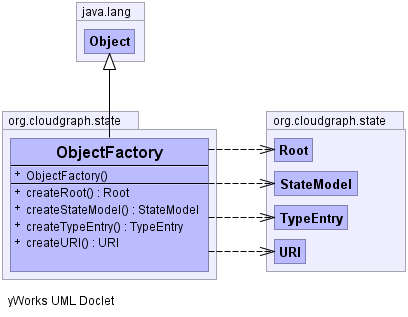 java.lang
Object
org.cloudgraph.state
ObjectFactory
+ ObjectFactory()
+ createRoot() : Root
+ createStateModel() : StateModel
+ createTypeEntry() : TypeEntry
+ createURI() : URI
org.cloudgraph.state
Root
StateModel
TypeEntry
URI
yWorks UML Doclet